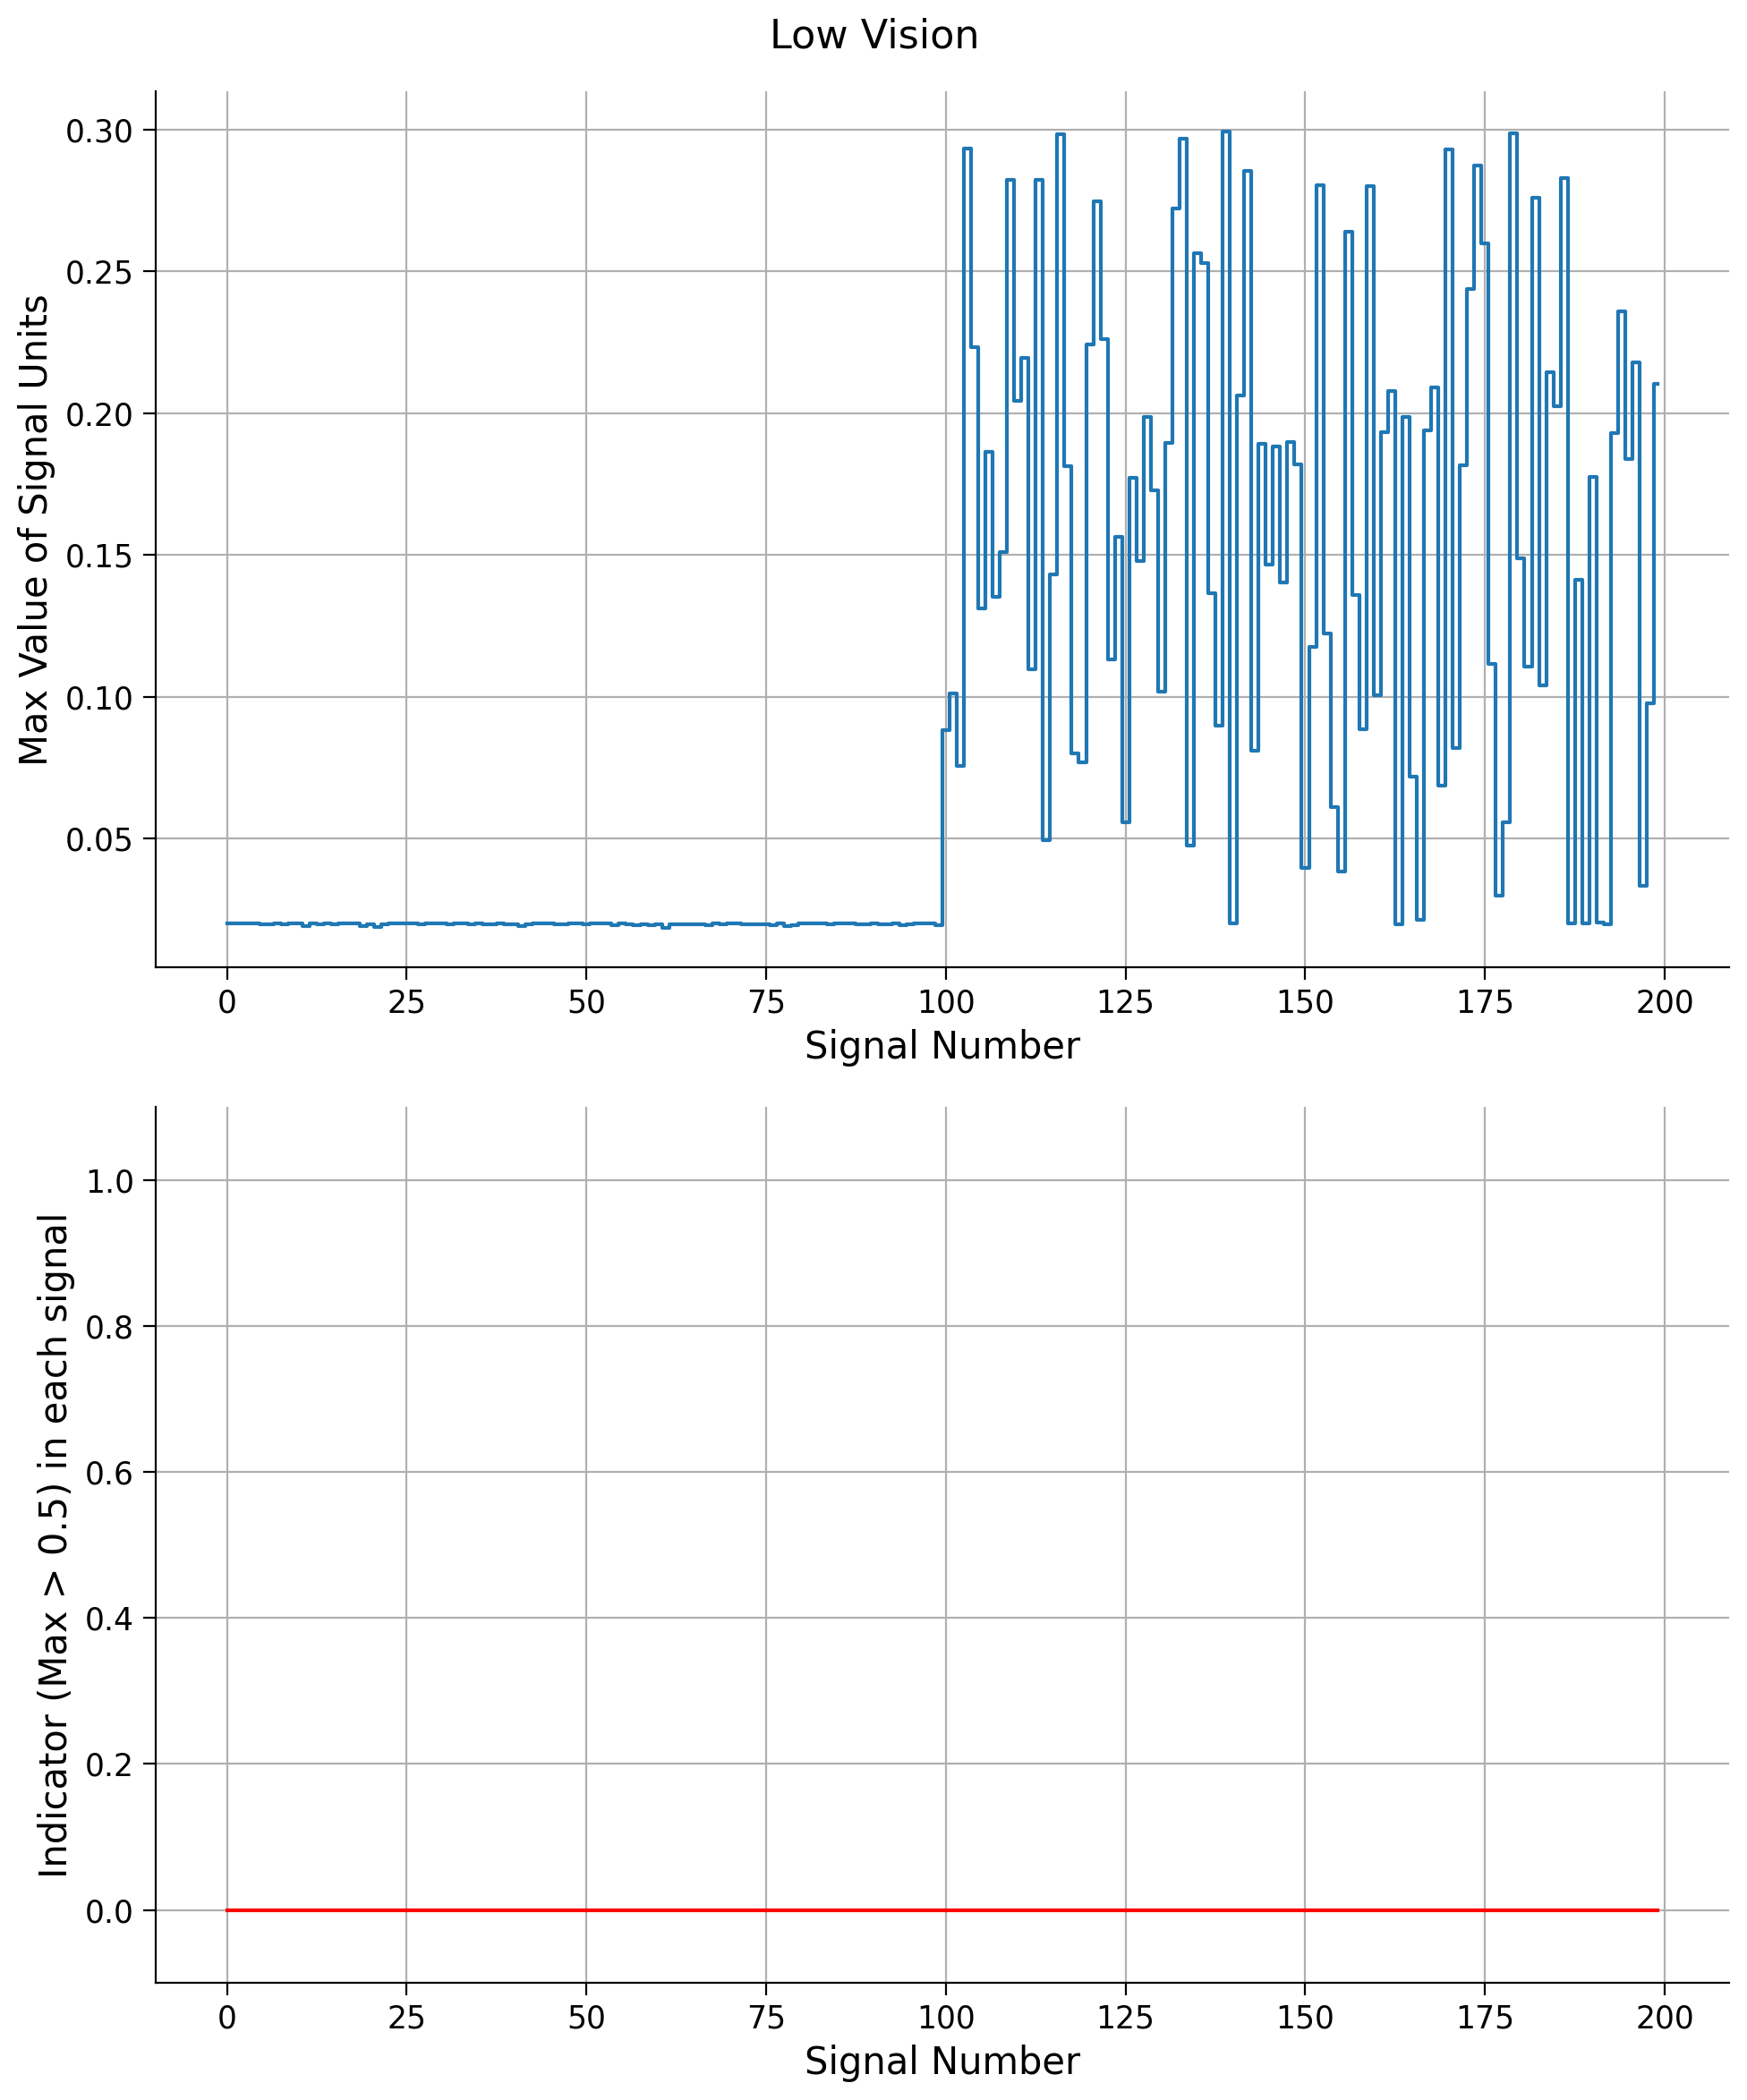 Low Vision
Max Value of Signal Units
0.30
0.25
0.20
0.15
0.10
0.05
0 25 50 75 100 125 150 175 200
Signal Number
Indicator (Max > 0.5) in each signal
1.0
0.8
0.6
0.4
0.2
0.0
0 25 50 75 100 125 150 175 200
Signal Number